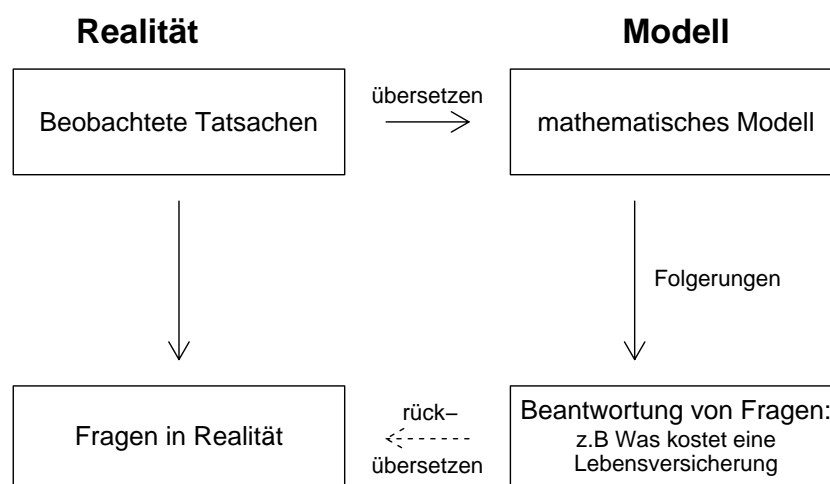 Realität
Modell
Beobachtete Tatsachen
übersetzen
mathematisches Modell
Folgerungen
Fragen in Realität
rück–
übersetzen
Beantwortung von Fragen:
z.B Was kostet eine
Lebensversicherung